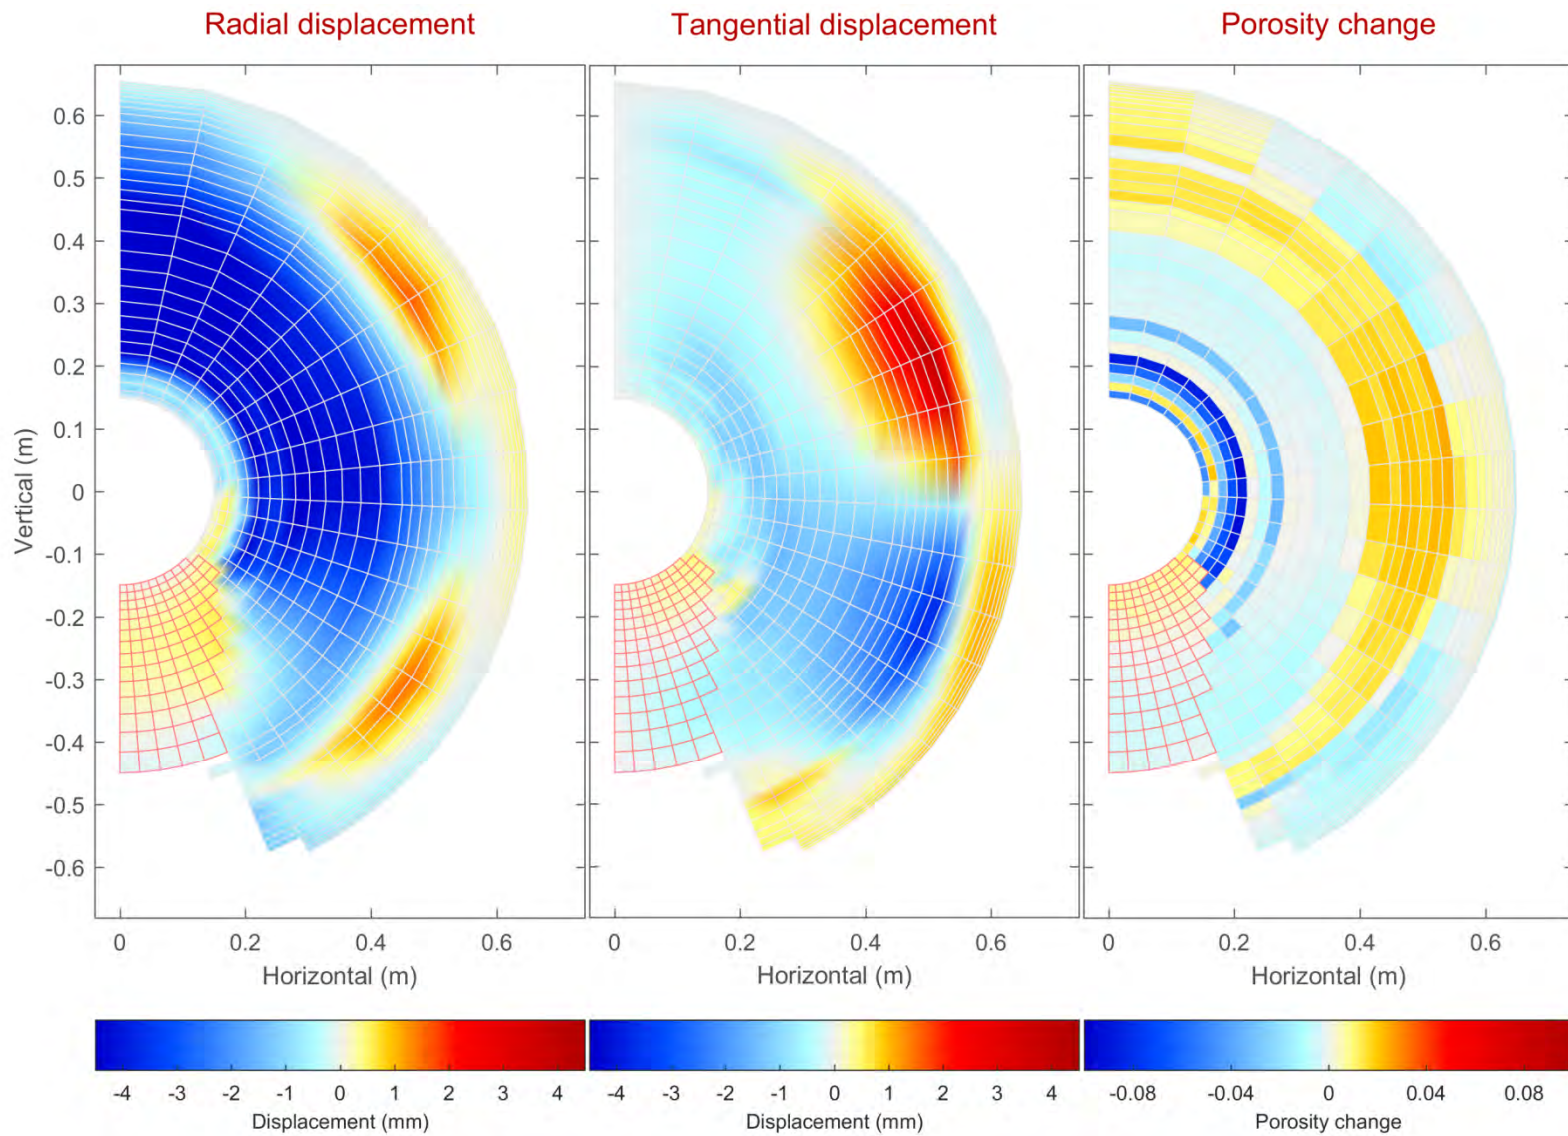 Radial displacement Tangential displacement Porosity change
0.6
0.5
0.4
0.3
0.2
0.1
0
-0.1
-0.2
-0.3
-0.4
-0.5
-0.6
Vertical (m)
0 0.2 0.4 0.6 0 0.2 0.4 0.6 0 0.2 0.4 0.6
Horizontal (m) Horizontal (m) Horizontal (m)
-4 -3 -2 -1 0 1 2 3 4 -4 -3 -2 -1 0 1 2 3 4 -0.08 -0.04 0 0.04 0.08
Displacement (mm) Displacement (mm) Porosity change